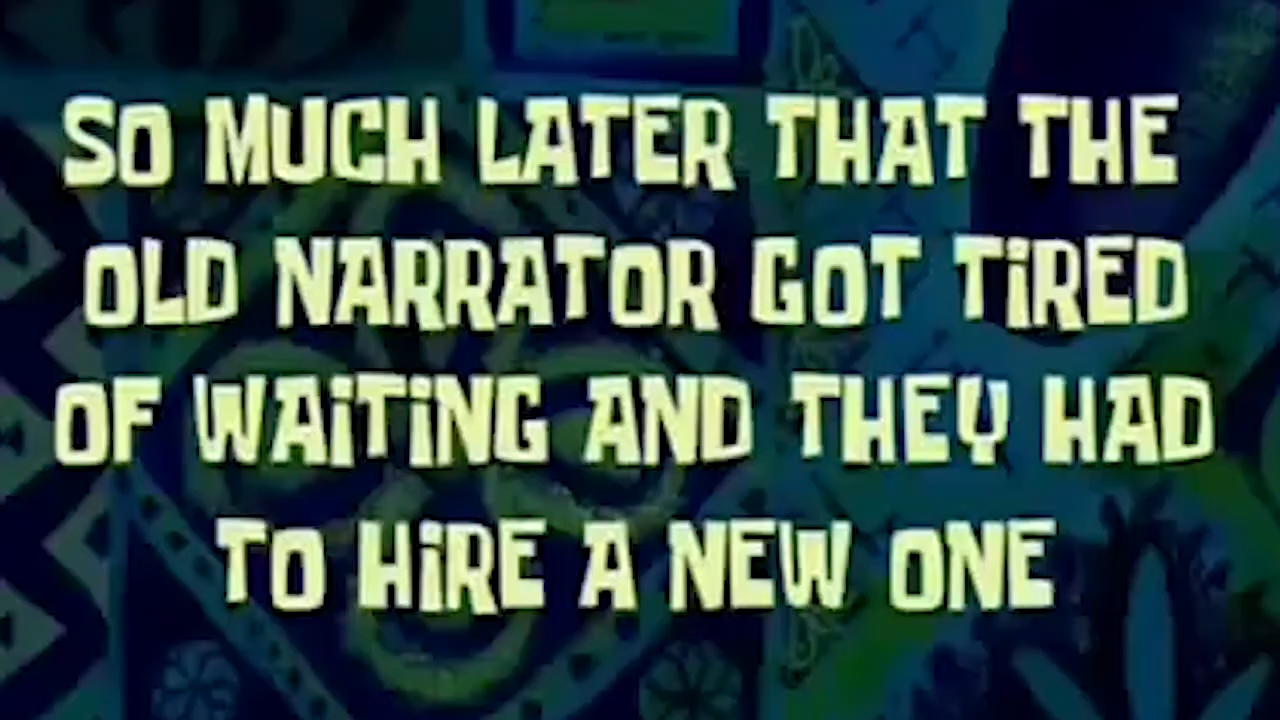 SO MUCH LATER THAT THE
OLD NARRATOR GOT TIRED
OF WAITING AND THEY HAD
TO HIRE A NEW ONE